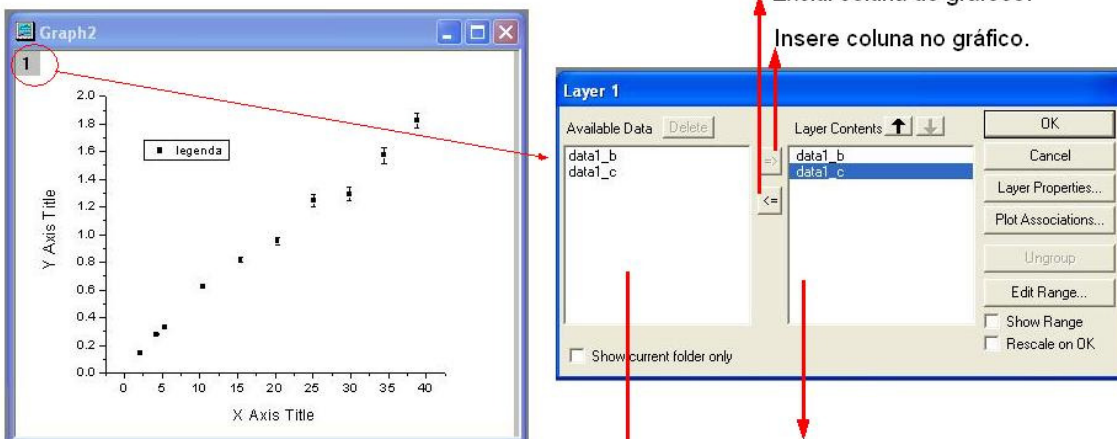 Graph2
1
2.0
1.8
1.6
1.4
1.2
1.0
0.8
0.6
0.4
0.2
0.0
Y Axis Title
legenda
0 5 10 15 20 25 30 35 40
X Axis Title
Insere coluna no gráfico.
Layer 1
Available Data Delete
data1_b
data1_c
=>
<=
Layer Contents
data1_b
data1_c
OK
Cancel
Layer Properties...
Plot Associations...
Ungroup
Edit Range...
Show Range
Rescale on OK
Show current folder only